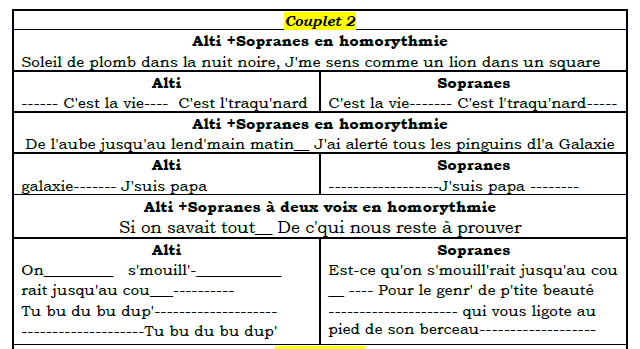 Couplet 2
Alti +Sopranes en homorythmie
Soleil de plomb dans la nuit noire, J'me sens comme un lion dans un square
Alti
------ C'est la vie---- C'est l'traqu'nard
Sopranes
C'est la vie------- C'est l'traqu'nard-----
Alti +Sopranes en homorythmie
De l'aube jusqu'au lend'main matin__ J'ai alerté tous les pinguins dl'a Galaxie
Alti
galaxie------- J'suis papa
Sopranes
------------------J'suis papa --------
Alti +Sopranes à deux voix en homorythmie
Si on savait tout__ De c'qui nous reste à prouver
Alti
On_________ s'mouill'-___________
rait jusqu'au cou___----------
Tu bu du bu dup'--------------------
--------------------Tu bu du bu dup'
Sopranes
Est-ce qu'on s'mouill'rait jusqu'au cou
__ ---- Pour le genr' de p'tite beauté
--------------------- qui vous ligote au
pied de son berceau-------------------